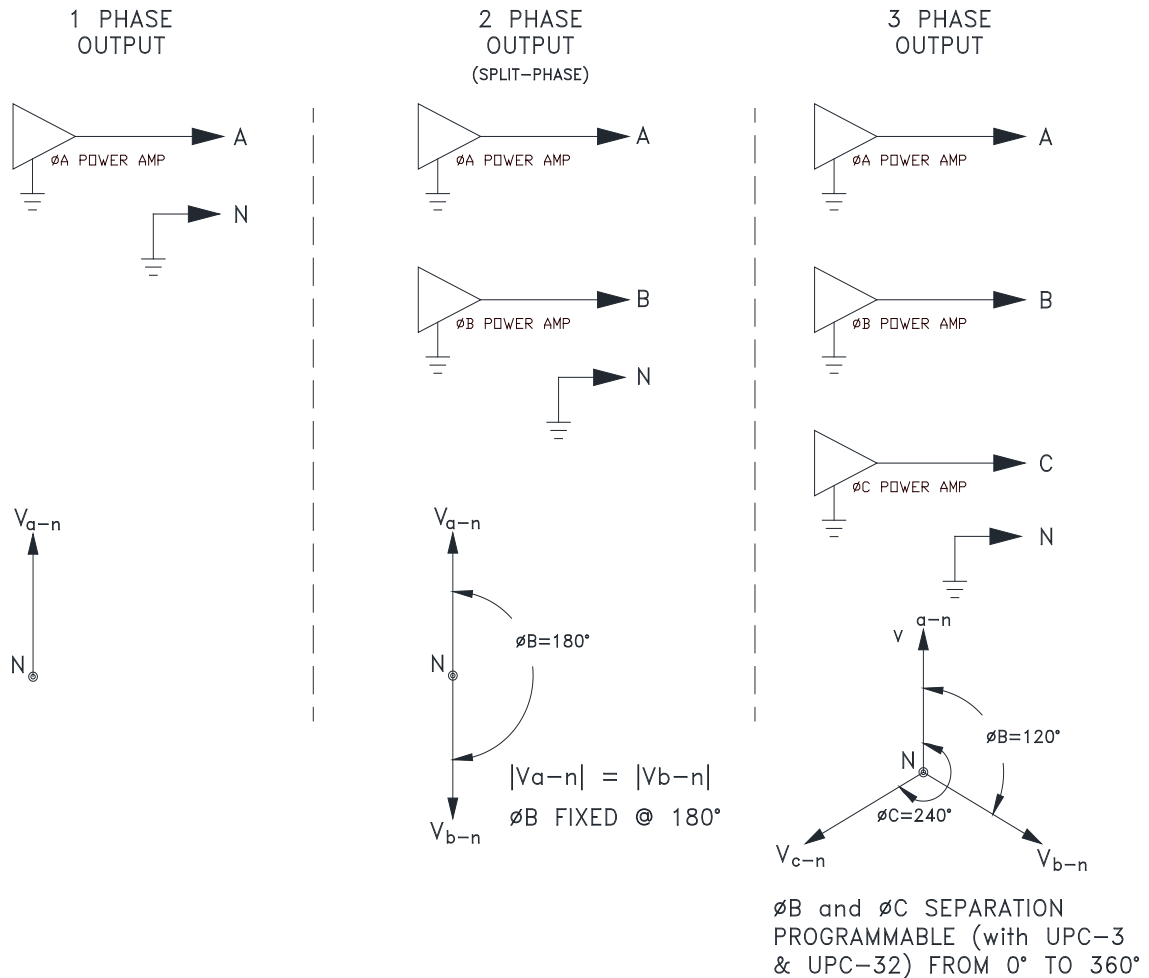 1 PHASE
OUTPUT
øA POWER AMP
A
N
Va-n
N
2 PHASE
OUTPUT
(SPLIT-PHASE)
øA POWER AMP
A
øB POWER AMP
B
N
Va-n
øB=180°
N
Vb-n
|Va-n| = |Vb-n|
øB FIXED @ 180°
3 PHASE
OUTPUT
øA POWER AMP
A
øB POWER AMP
B
øC POWER AMP
C
N
v a-n
øB=120°
N
øC=240°
Vc-n
Vb-n
øB and øC SEPARATION
PROGRAMMABLE (with UPC-3
& UPC-32) FROM 0° TO 360°